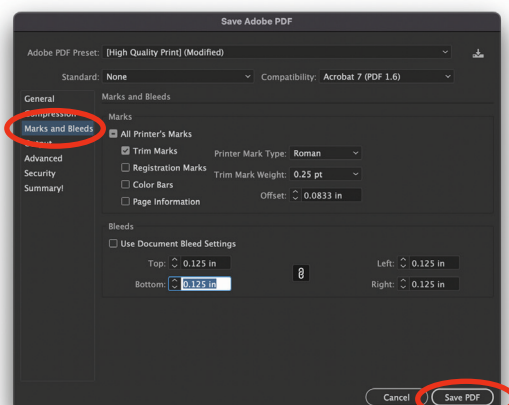 Save Adobe PDF
Adobe PDF Preset: [High Quality Print] (Modified)
Standard: None Compatibility: Acrobat 7 (PDF 1.6)
General
Compression
Marks and Bleeds
Output
Advanced
Security
Summary!
Marks and Bleeds
Marks
All Printer's Marks
Trim Marks Printer Mark Type: Roman
Registration Marks Trim Mark Weight: 0.25 pt
Color Bars
Offset: 0.0833 in
Page Information
Bleeds
Use Document Bleed Settings
Top: 0.125 in Left: 0.125 in
Bottom: 0.125 in Right: 0.125 in
Cancel Save PDF